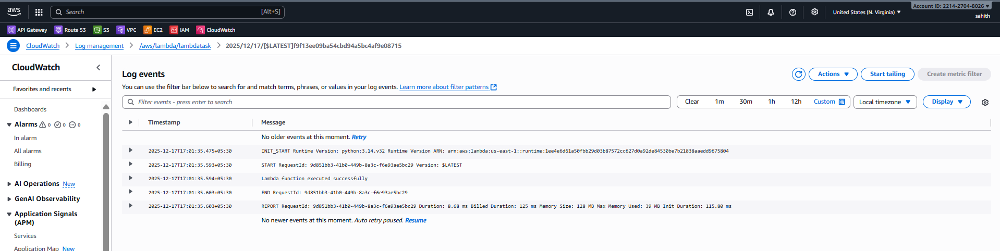 aws Search [Alt+S] United States (N. Virginia) Account ID: 2214-2704-8026
sahith
API Gateway Route 53 S3 VPC EC2 IAM CloudWatch
CloudWatch Log management /aws/lambda/lambdatask 2025/12/17/[$LATEST]f9f13ee09ba54cbd94a5bc4af9e08715
CloudWatch
Favorites and recents
Dashboards
Alarms 0 0 0
In alarm
All alarms
Billing
AI Operations New
GenAI Observability
Application Signals
(APM)
Services
Application Map New
Log events
Actions Start tailing Create metric filter
You can use the filter bar below to search for and match terms, phrases, or values in your log events. Learn more about filter patterns
Filter events - press enter to search Clear 1m 30m 1h 12h Custom Local timezone Display
Timestamp Message
No older events at this moment. Retry
2025-12-17T17:01:35.475+05:30 INIT_START Runtime Version: python:3.14.v32 Runtime Version ARN: arn:aws:lambda:us-east-1::runtime:1ee4e6d61a50fbb29d03b87572cc627d0a92de84530be7b21838aaedd9675804
2025-12-17T17:01:35.593+05:30 START RequestId: 9d851bb3-41b0-449b-8a3c-f6e93ae5bc29 Version: $LATEST
2025-12-17T17:01:35.594+05:30 Lambda function executed successfully
2025-12-17T17:01:35.603+05:30 END RequestId: 9d851bb3-41b0-449b-8a3c-f6e93ae5bc29
2025-12-17T17:01:35.603+05:30 REPORT RequestId: 9d851bb3-41b0-449b-8a3c-f6e93ae5bc29 Duration: 8.68 ms Billed Duration: 125 ms Memory Size: 128 MB Max Memory Used: 39 MB Init Duration: 115.80 ms
No newer events at this moment. Auto retry paused. Resume